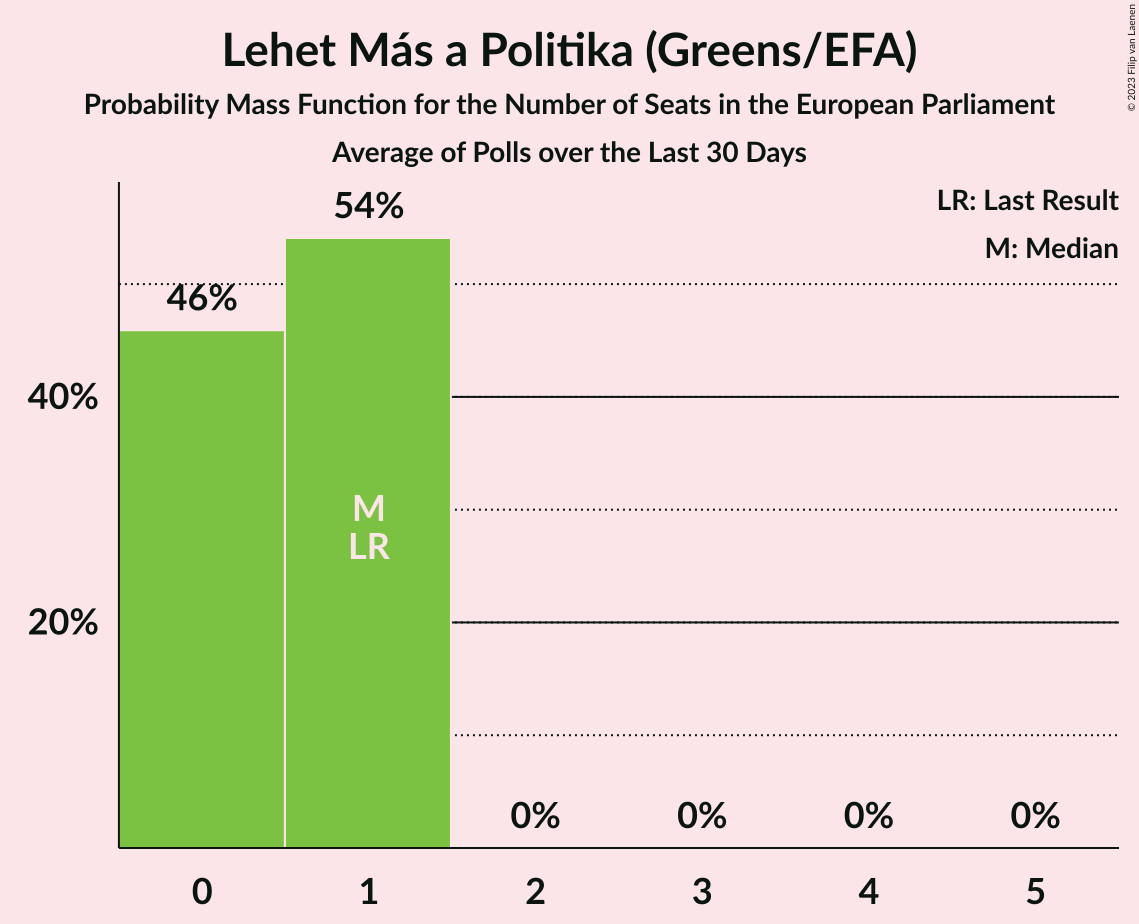 Lehet Más a Politika (Greens/EFA)
Probability Mass Function for the Number of Seats in the European Parliament
Average of Polls over the Last 30 Days
© 2023 Filip van Laenen
LR: Last Result
M: Median
54%
46%
40%
20%
M
LR
0%
0%
0%
0%
0
1
2
3
4
5